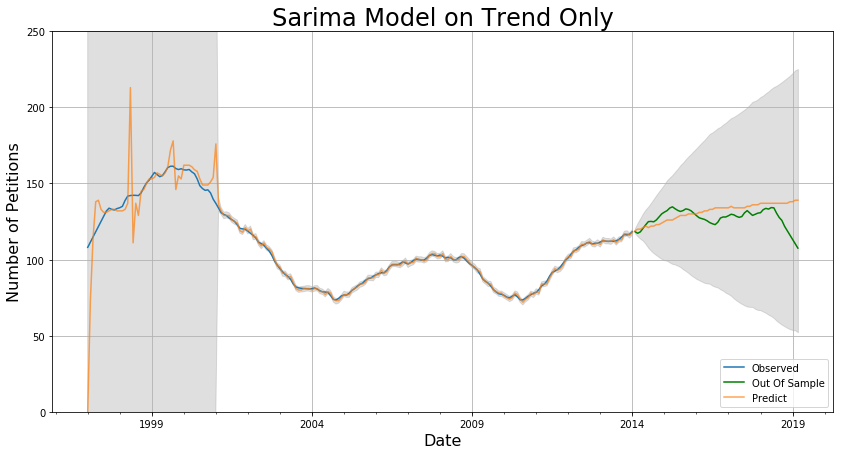 Sarima Model on Trend Only
Number of Petitions
250
200
150
100
50
0
1999
2004
2009
2014
2019
Date
Observed
Out Of Sample
Predict